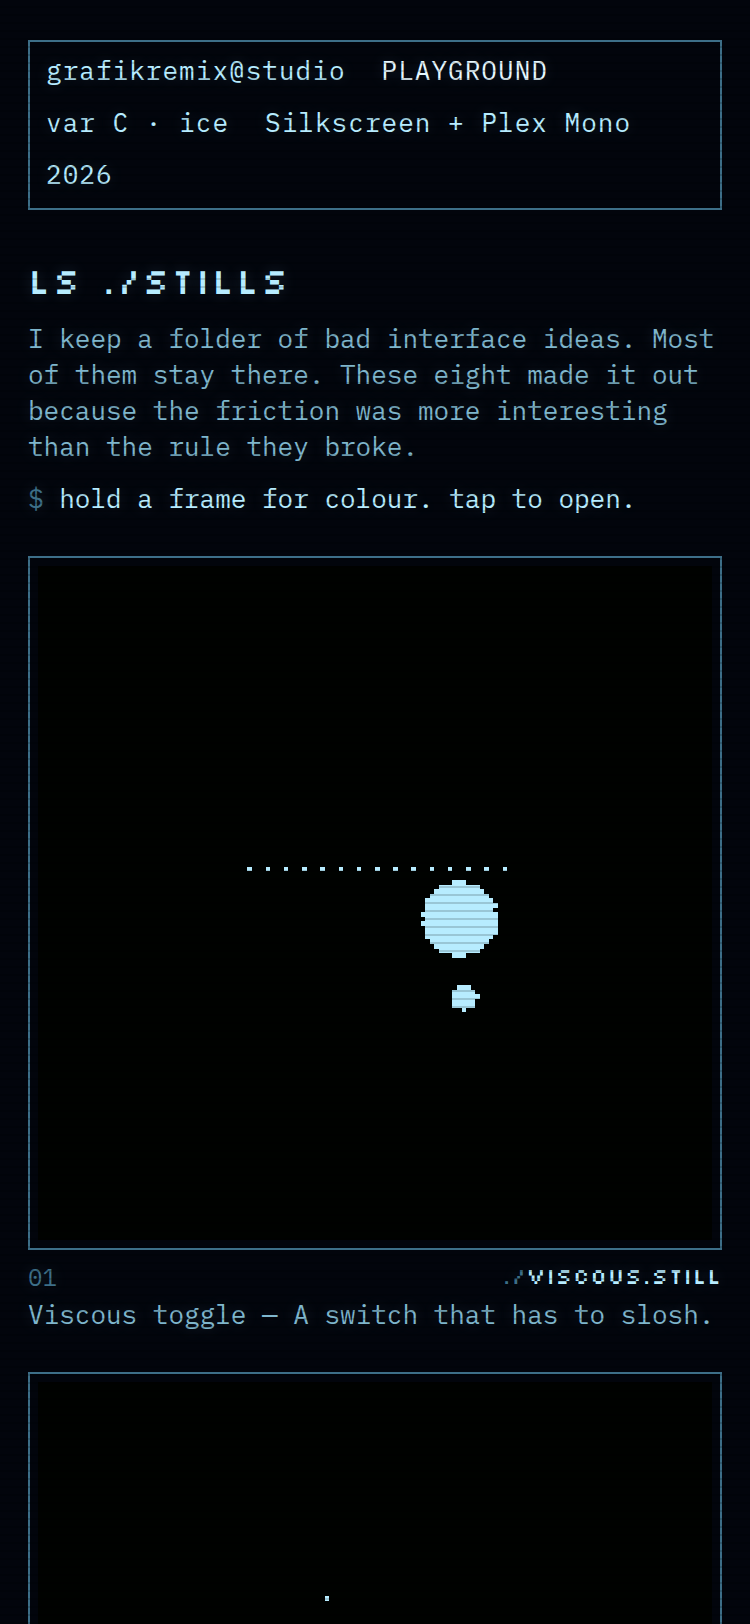 grafikremix@studio PLAYGROUND
var C · ice Silkscreen + Plex Mono
2026
LS ./STILLS
I keep a folder of bad interface ideas. Most
of them stay there. These eight made it out
because the friction was more interesting
than the rule they broke.
$ hold a frame for colour. tap to open.
01 ./VISCOUS.STILL
Viscous toggle — A switch that has to slosh.